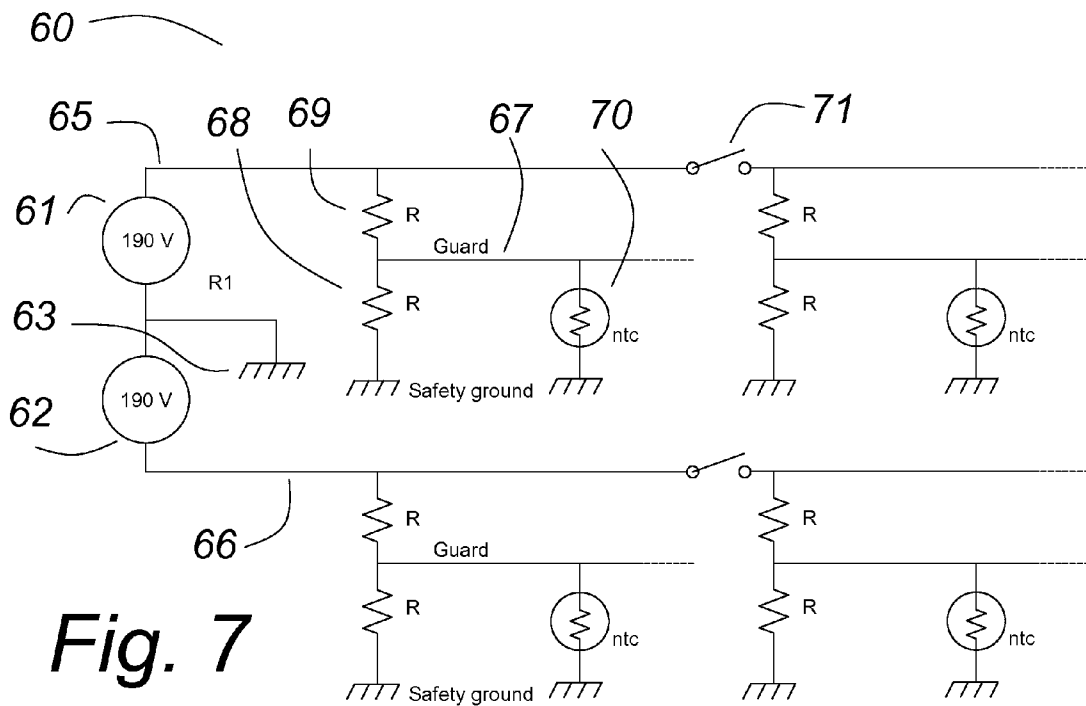 60
65
68
69
67
70
71
61
190 V
R
R
Guard
R1
R
R
63
ntc
ntc
Safety ground
62
190 V
66
R
R
Guard
R
R
ntc
ntc
Safety ground
Fig. 7